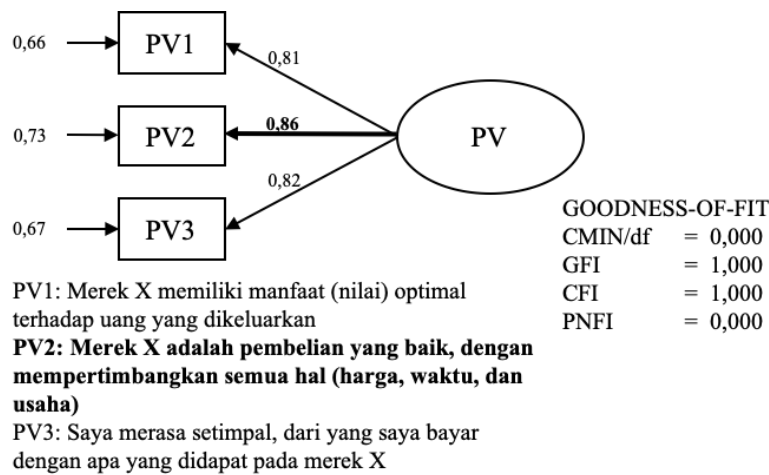 0,66
PV1
0,81
0,73
PV2
0,86
PV
0,82
0,67
PV3
GOODNESS-OF-FIT
CMIN/df = 0,000
GFI = 1,000
CFI = 1,000
PNFI = 0,000
PV1: Merek X memiliki manfaat (nilai) optimal
terhadap uang yang dikeluarkan
PV2: Merek X adalah pembelian yang baik, dengan
mempertimbangkan semua hal (harga, waktu, dan
usaha)
PV3: Saya merasa setimpal, dari yang saya bayar
dengan apa yang didapat pada merek X